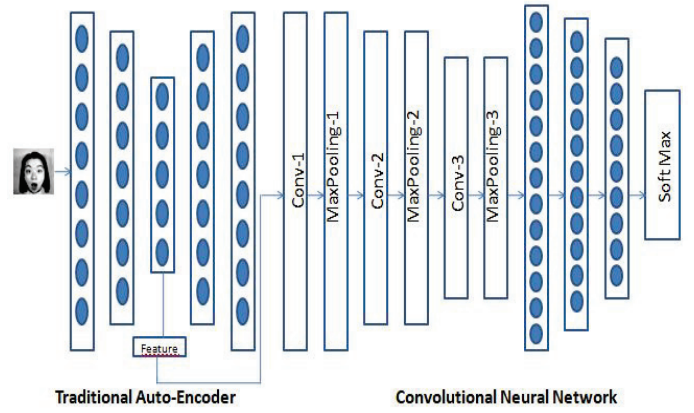 Conv-1
MaxPooling-1
Conv-2
MaxPooling-2
Conv-3
MaxPooling-3
Soft Max
Feature
Traditional Auto-Encoder
Convolutional Neural Network